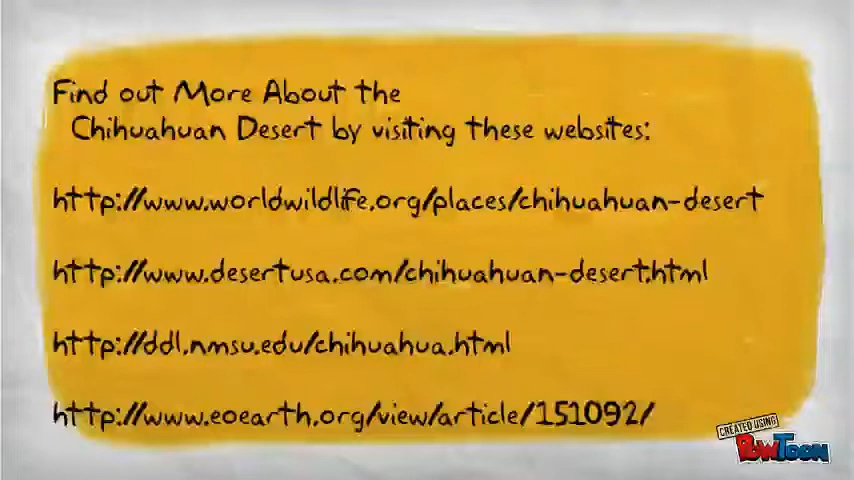 Find out More About the
Chihuahuan Desert by visiting these websites:
http://www.worldwildlife.org/places/chihuahuan-desert
http://www.desertusa.com/chihuahuan-desert.html
http://ddl.nmsu.edu/chihuahua.html
http://www.eoearth.org/view/article/151092/
CREATED USING
POWTOON